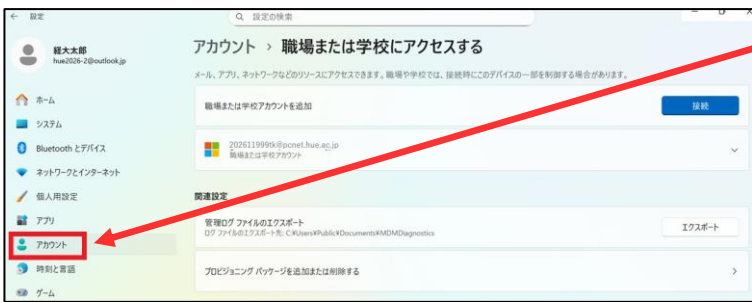 ← 設定
設定の検索
経太太郎
hue2026-2@outlook.jp
アカウント › 職場または学校にアクセスする
メール、アプリ、ネットワークなどのリソースにアクセスできます。職場や学校では、接続時にこのデバイスの一部を制御する場合があります。
ホーム
システム
Bluetooth とデバイス
ネットワークとインターネット
個人用設定
アプリ
アカウント
時刻と言語
ゲーム
職場または学校アカウントを追加
接続
202611999tk@pcnet.hue.ac.jp
職場または学校アカウント
関連設定
管理ログ ファイルのエクスポート
エクスポート
ログ ファイルのエクスポート先: C:¥Users¥Public¥Documents¥MDMDiagnostics
プロビジョニング パッケージを追加または削除する